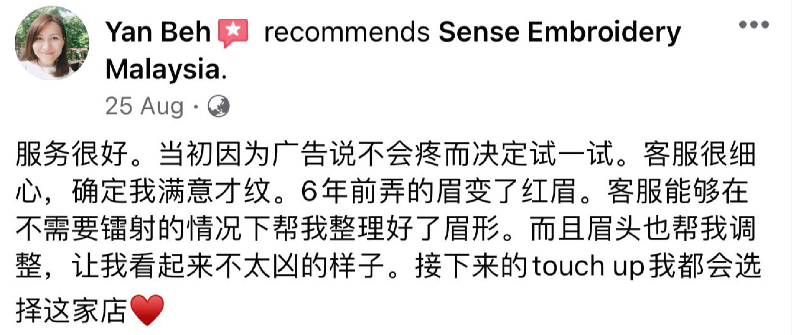 Yan Beh recommends Sense Embroidery
Malaysia.
25 Aug ·
服务很好。当初因为广告说不会疼而决定试一试。客服很细
心，确定我满意才纹。6年前弄的眉变了红眉。客服能够在
不需要镭射的情况下帮我整理好了眉形。而且眉头也帮我调
整，让我看起来不太凶的样子。接下来的touch up我都会选
择这家店♥️